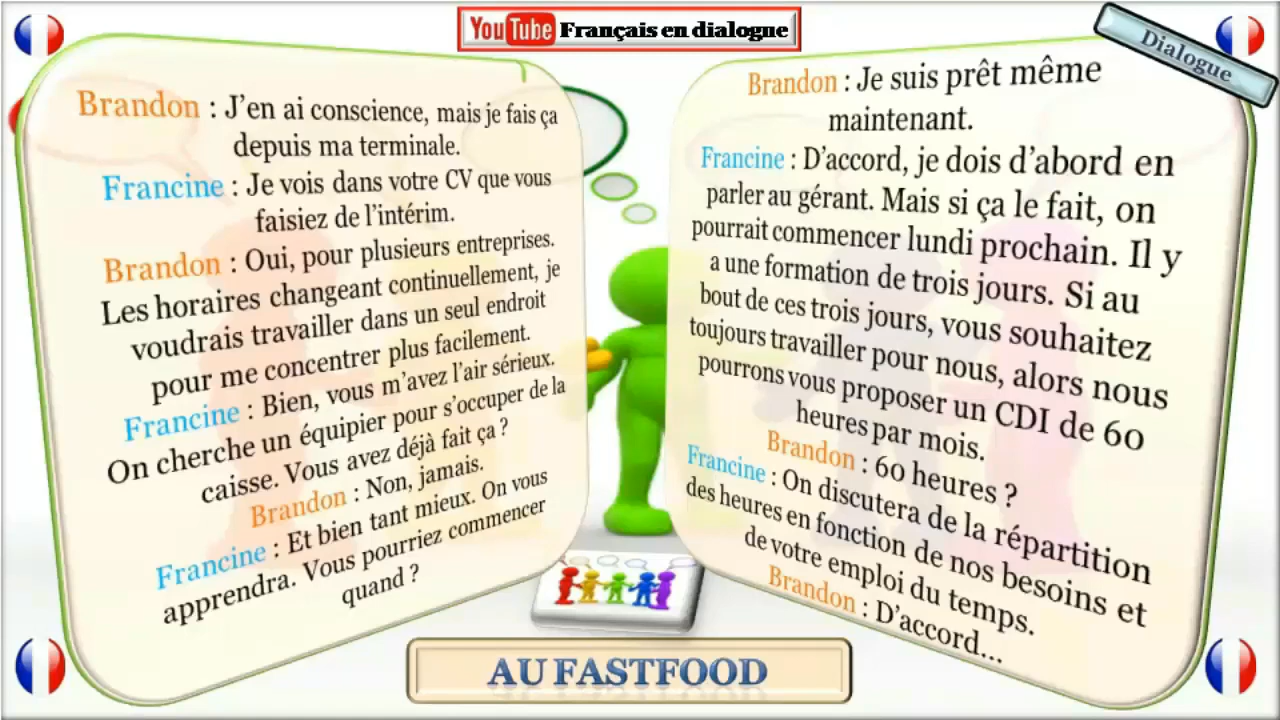 YouTube Français en dialogue
Dialogue
Brandon : J’en ai conscience, mais je fais ça
depuis ma terminale.
Francine : Je vois dans votre CV que vous
faisiez de l’intérim.
Brandon : Oui, pour plusieurs entreprises.
Les horaires changeant continuellement, je
voudrais travailler dans un seul endroit
pour me concentrer plus facilement.
Francine : Bien, vous m’avez l’air sérieux.
On cherche un équipier pour s’occuper de la
caisse. Vous avez déjà fait ça ?
Brandon : Non, jamais.
Francine : Et bien tant mieux. On vous
apprendra. Vous pourriez commencer
quand ?
Brandon : Je suis prêt même
maintenant.
Francine : D’accord, je dois d’abord en
parler au gérant. Mais si ça le fait, on
pourrait commencer lundi prochain. Il y
a une formation de trois jours. Si au
bout de ces trois jours, vous souhaitez
toujours travailler pour nous, alors nous
pourrons vous proposer un CDI de 60
heures par mois.
Brandon : 60 heures ?
Francine : On discutera de la répartition
des heures en fonction de nos besoins et
de votre emploi du temps.
Brandon : D’accord...
AU FASTFOOD